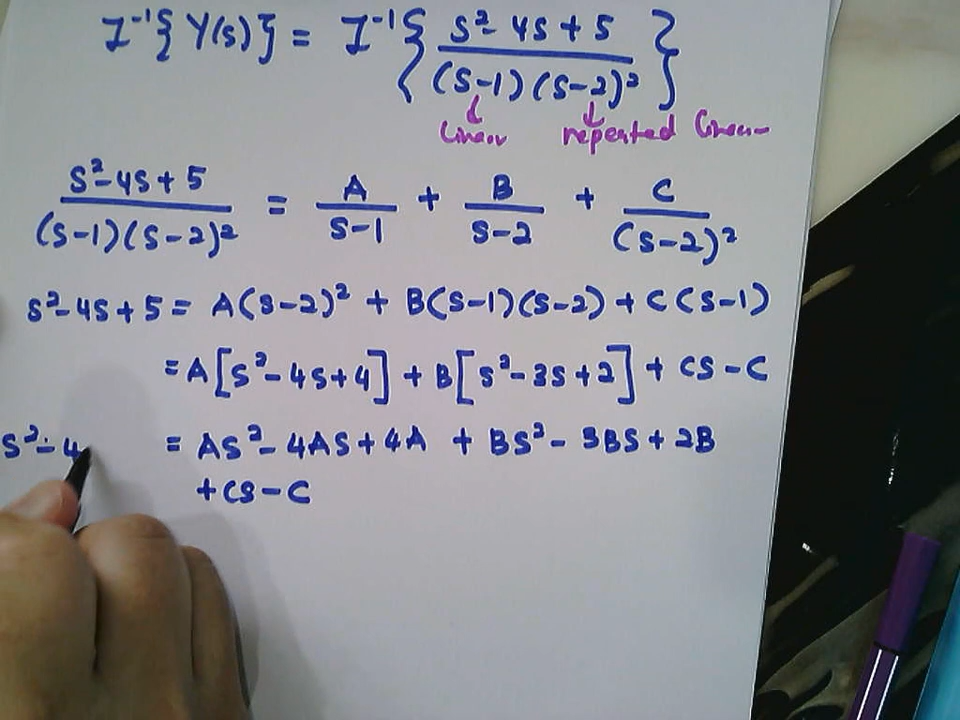 ℒ⁻¹{Y(s)} = ℒ⁻¹{(s² - 4s + 5)/((s-1)(s-2)²)}
↓ linear ↓ repeated linear
(s² - 4s + 5)/((s-1)(s-2)²) = A/(s-1) + B/(s-2) + C/(s-2)²
s² - 4s + 5 = A(s-2)² + B(s-1)(s-2) + C(s-1)
= A[s² - 4s + 4] + B[s² - 3s + 2] + Cs - C
s² - 4 = As² - 4As + 4A + Bs² - 3Bs + 2B
+ Cs - C